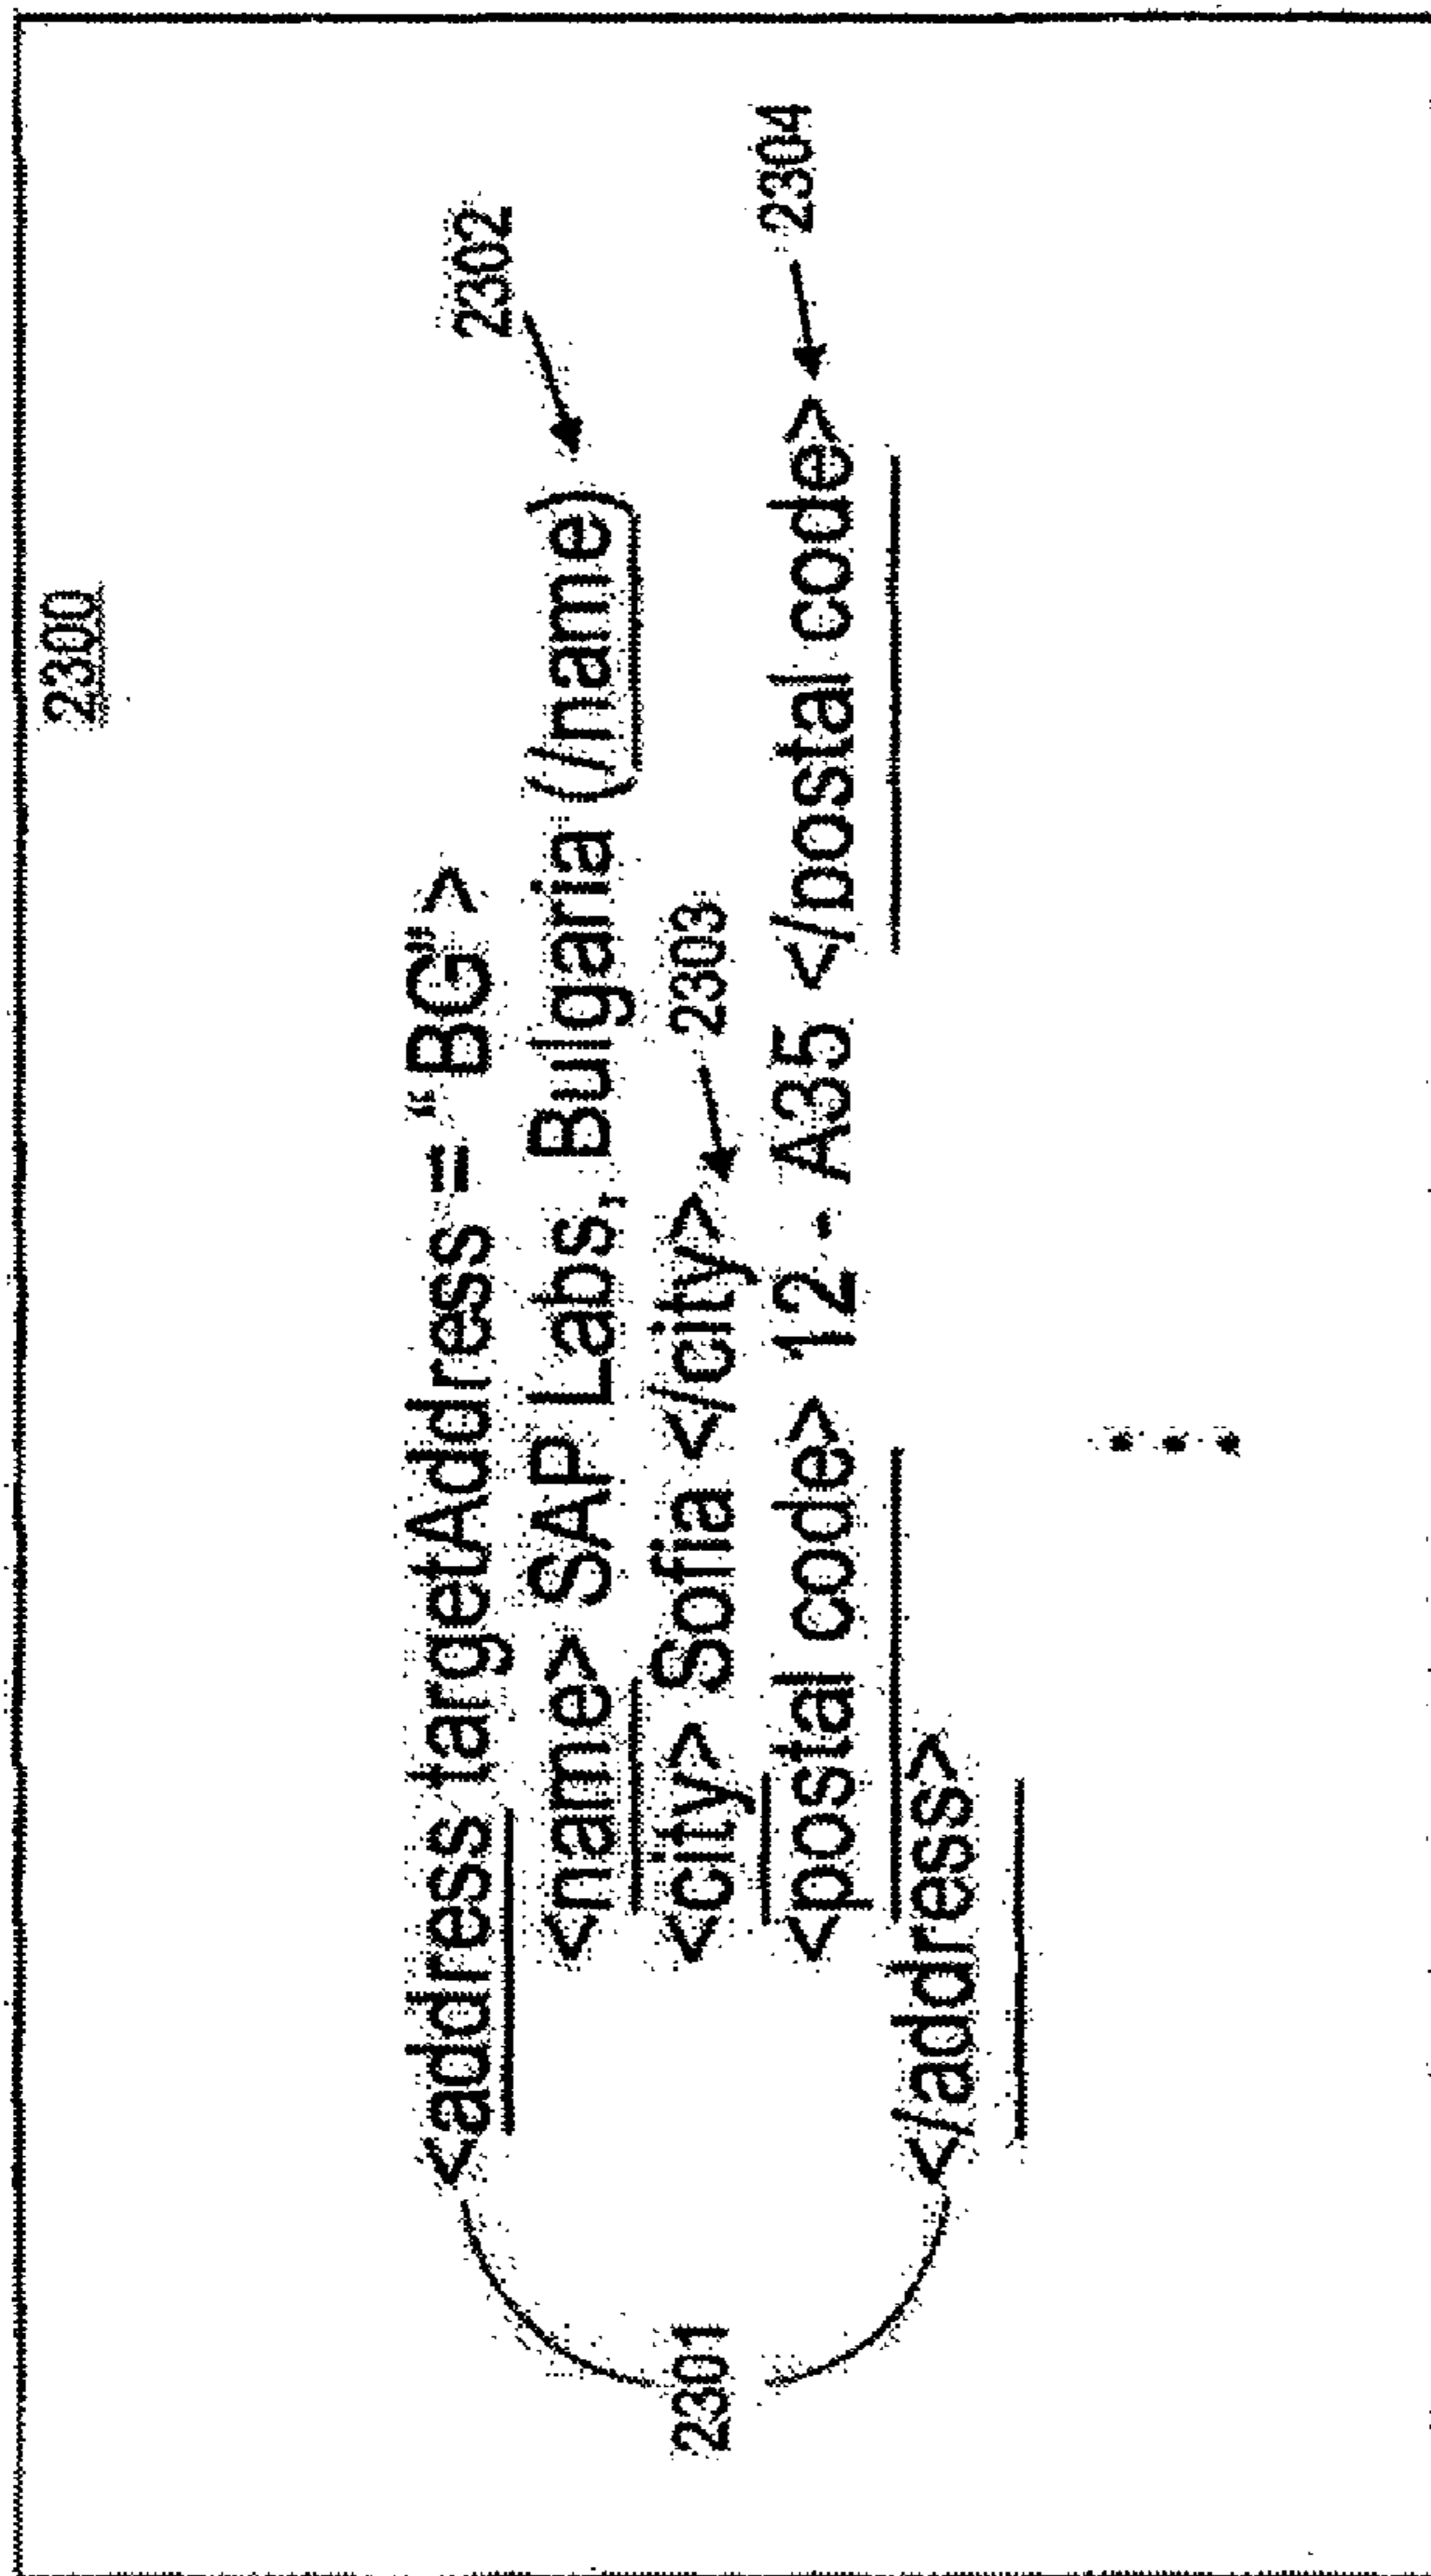 2300
<address targetAddress = "BG">
<name> SAP Labs, Bulgaria (/name)
2302
<city> Sofia </city>
2303
<postal code> 12 - A35 </postal code>
2304
</address>
2301